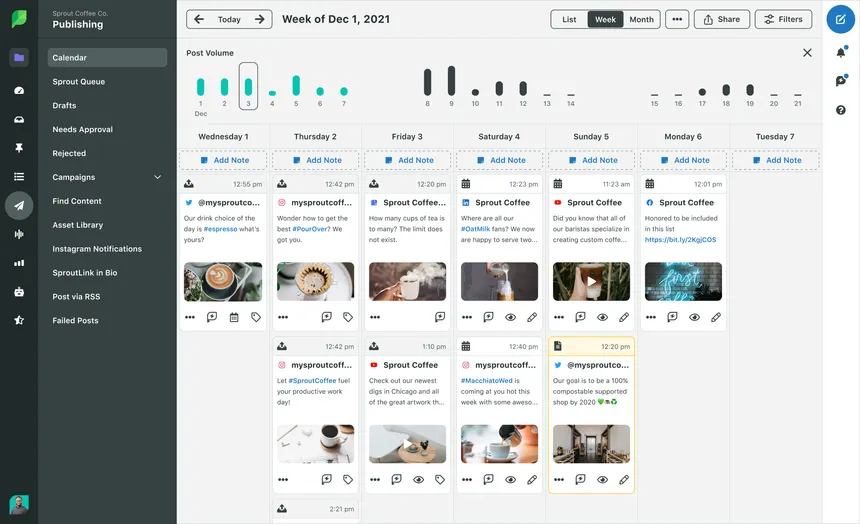 Sprout Coffee Co.
Publishing
Calendar
Sprout Queue
Drafts
Needs Approval
Rejected
Campaigns
Find Content
Asset Library
Instagram Notifications
SproutLink in Bio
Post via RSS
Failed Posts
Today
Week of Dec 1, 2021
List Week Month
Share
Filters
Post Volume
1 2 3 4 5 6 7 8 9 10 11 12 13 14 15 16 17 18 19 20 21
Dec
Wednesday 1 Thursday 2 Friday 3 Saturday 4 Sunday 5 Monday 6 Tuesday 7
Add Note Add Note Add Note Add Note Add Note Add Note Add Note
12:55 pm
@mysproutco...
Our drink choice of the
day is #espresso what's
yours?
12:42 pm
mysproutcoff...
Wonder how to get the
best #PourOver? We
got you.
12:20 pm
Sprout Coffee...
How many cups of tea is
to many? The limit does
not exist.
12:23 pm
Sprout Coffee...
Where are all our
#OatMilk fans? We now
are happy to serve two...
11:23 am
Sprout Coffee
Did you know that all of
our baristas specialize in
creating custom coffe...
12:01 pm
Sprout Coffee
Honored to be included
in this list
https://bit.ly/2KgjCOS
first
12:42 pm
mysproutcoff...
Let #SproutCoffee fuel
your productive work
day!
1:10 pm
Sprout Coffee
Check out our newest
digs in Chicago and all
of the great artwork th...
12:40 pm
mysproutcoff...
#MacchiatoWed is
coming at you hot this
week with some aweso...
12:20 pm
@mysproutco...
Our goal is to be a 100%
compostable supported
shop by 2020 💚☕♻
2:21 pm